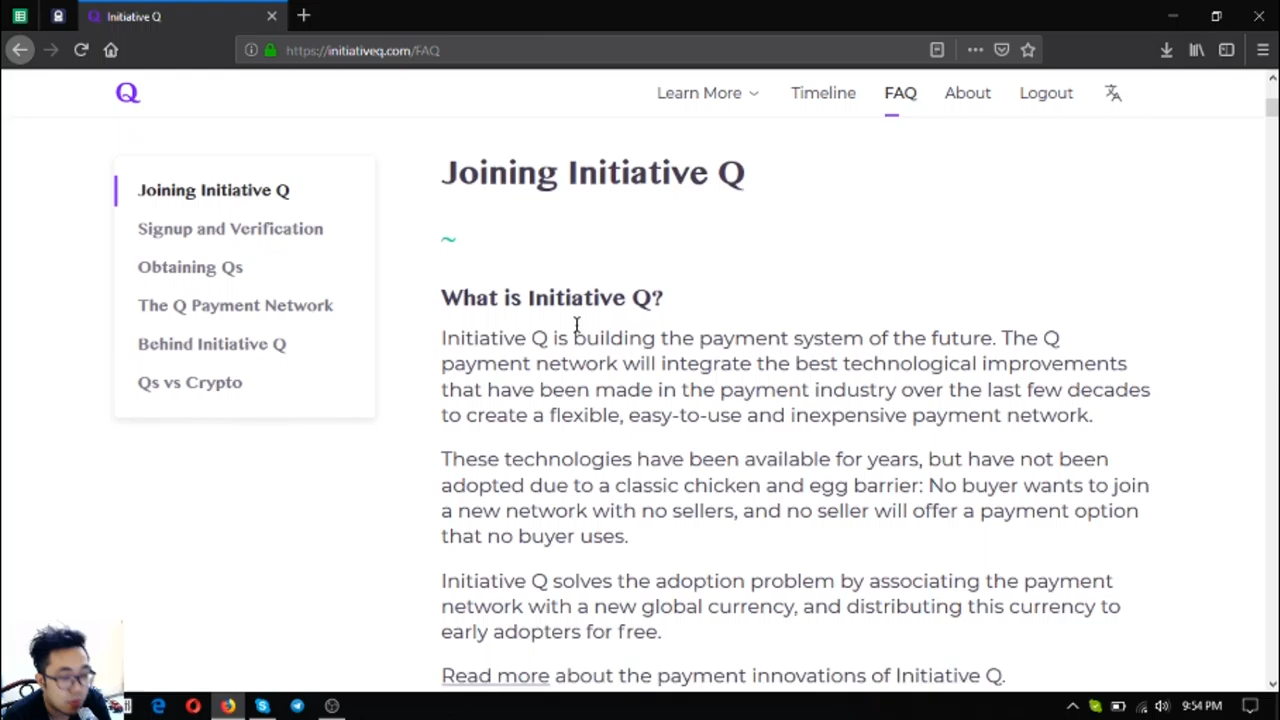 Initiative Q
https://initiativeq.com/FAQ
Q
Learn More
Timeline
FAQ
About
Logout
Joining Initiative Q
Signup and Verification
Obtaining Qs
The Q Payment Network
Behind Initiative Q
Qs vs Crypto
Joining Initiative Q
~
What is Initiative Q?
Initiative Q is building the payment system of the future. The Q
payment network will integrate the best technological improvements
that have been made in the payment industry over the last few decades
to create a flexible, easy-to-use and inexpensive payment network.
These technologies have been available for years, but have not been
adopted due to a classic chicken and egg barrier: No buyer wants to join
a new network with no sellers, and no seller will offer a payment option
that no buyer uses.
Initiative Q solves the adoption problem by associating the payment
network with a new global currency, and distributing this currency to
early adopters for free.
Read more about the payment innovations of Initiative Q.
9:54 PM